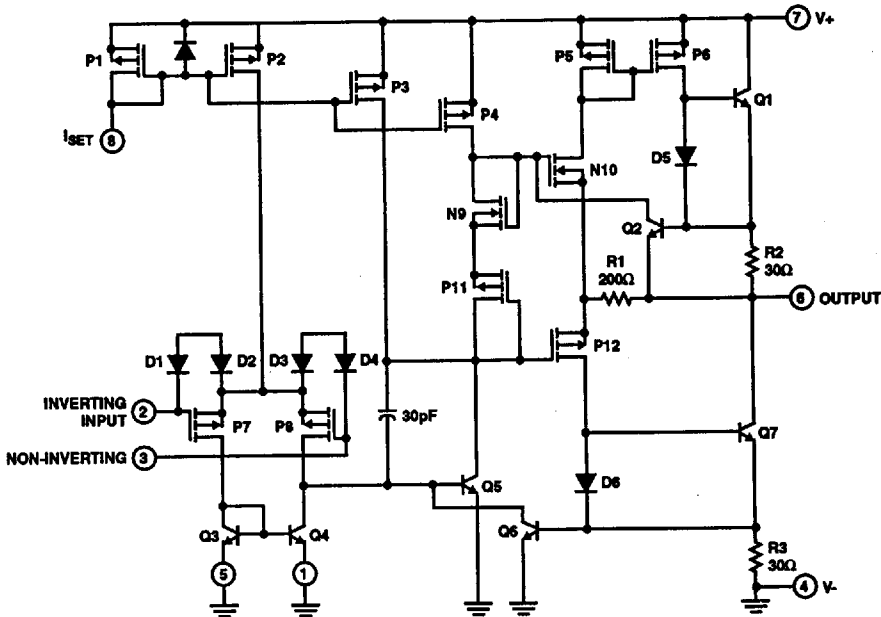 7 V+
P1
P2
P3
P4
P5
P6
Q1
ISET 8
D5
N10
N9
Q2
R1
200Ω
R2
30Ω
6 OUTPUT
P11
P12
D1
D2
D3
D4
INVERTING
INPUT
2
P7
P8
30pF
NON-INVERTING 3
Q7
D6
Q3
Q4
Q5
Q6
5
1
R3
30Ω
4 V-